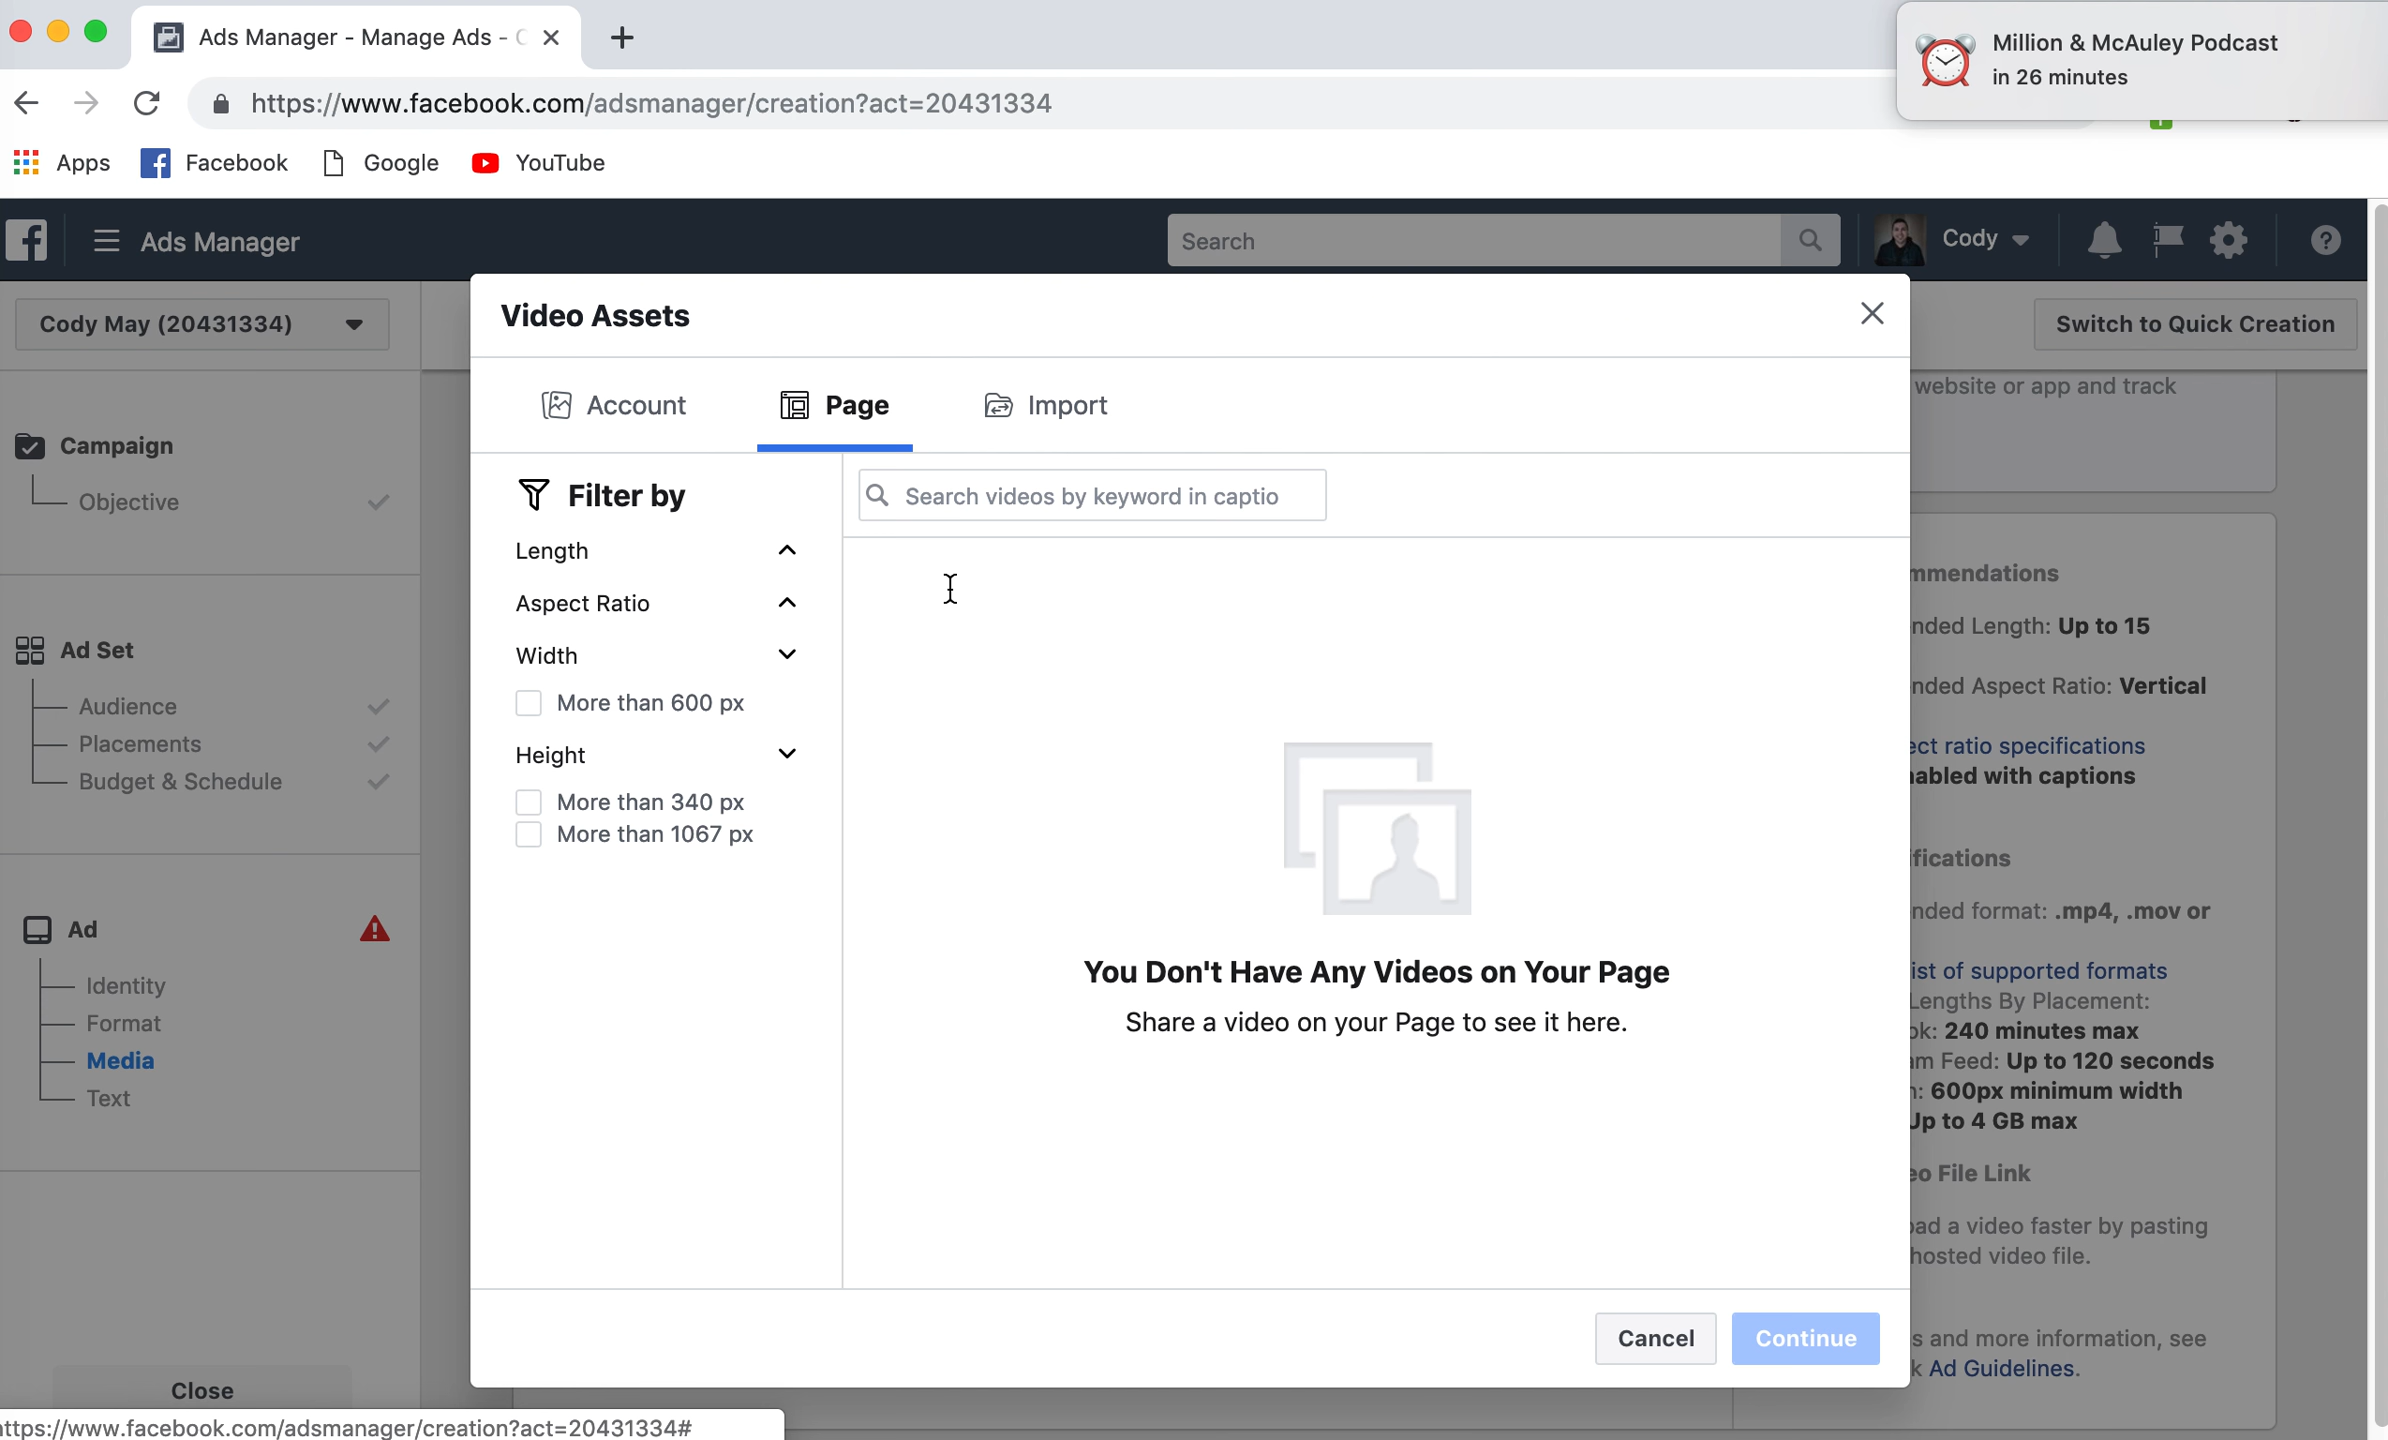 Ads Manager - Manage Ads -
Million & McAuley Podcast
in 26 minutes
https://www.facebook.com/adsmanager/creation?act=20431334
Apps
Facebook
Google
YouTube
Ads Manager
Search
Cody
Cody May (20431334)
Switch to Quick Creation
Video Assets
Account
Page
Import
Filter by
Search videos by keyword in captio
Length
Aspect Ratio
Width
More than 600 px
Height
More than 340 px
More than 1067 px
You Don't Have Any Videos on Your Page
Share a video on your Page to see it here.
Cancel
Continue
Campaign
Objective
Ad Set
Audience
Placements
Budget & Schedule
Ad
Identity
Format
Media
Text
Close
website or app and track
mmendations
nded Length: Up to 15
nded Aspect Ratio: Vertical
ect ratio specifications
abled with captions
fications
nded format: .mp4, .mov or
ist of supported formats
Lengths By Placement:
ok: 240 minutes max
am Feed: Up to 120 seconds
: 600px minimum width
Up to 4 GB max
eo File Link
oad a video faster by pasting
hosted video file.
s and more information, see
k Ad Guidelines.
ttps://www.facebook.com/adsmanager/creation?act=20431334#